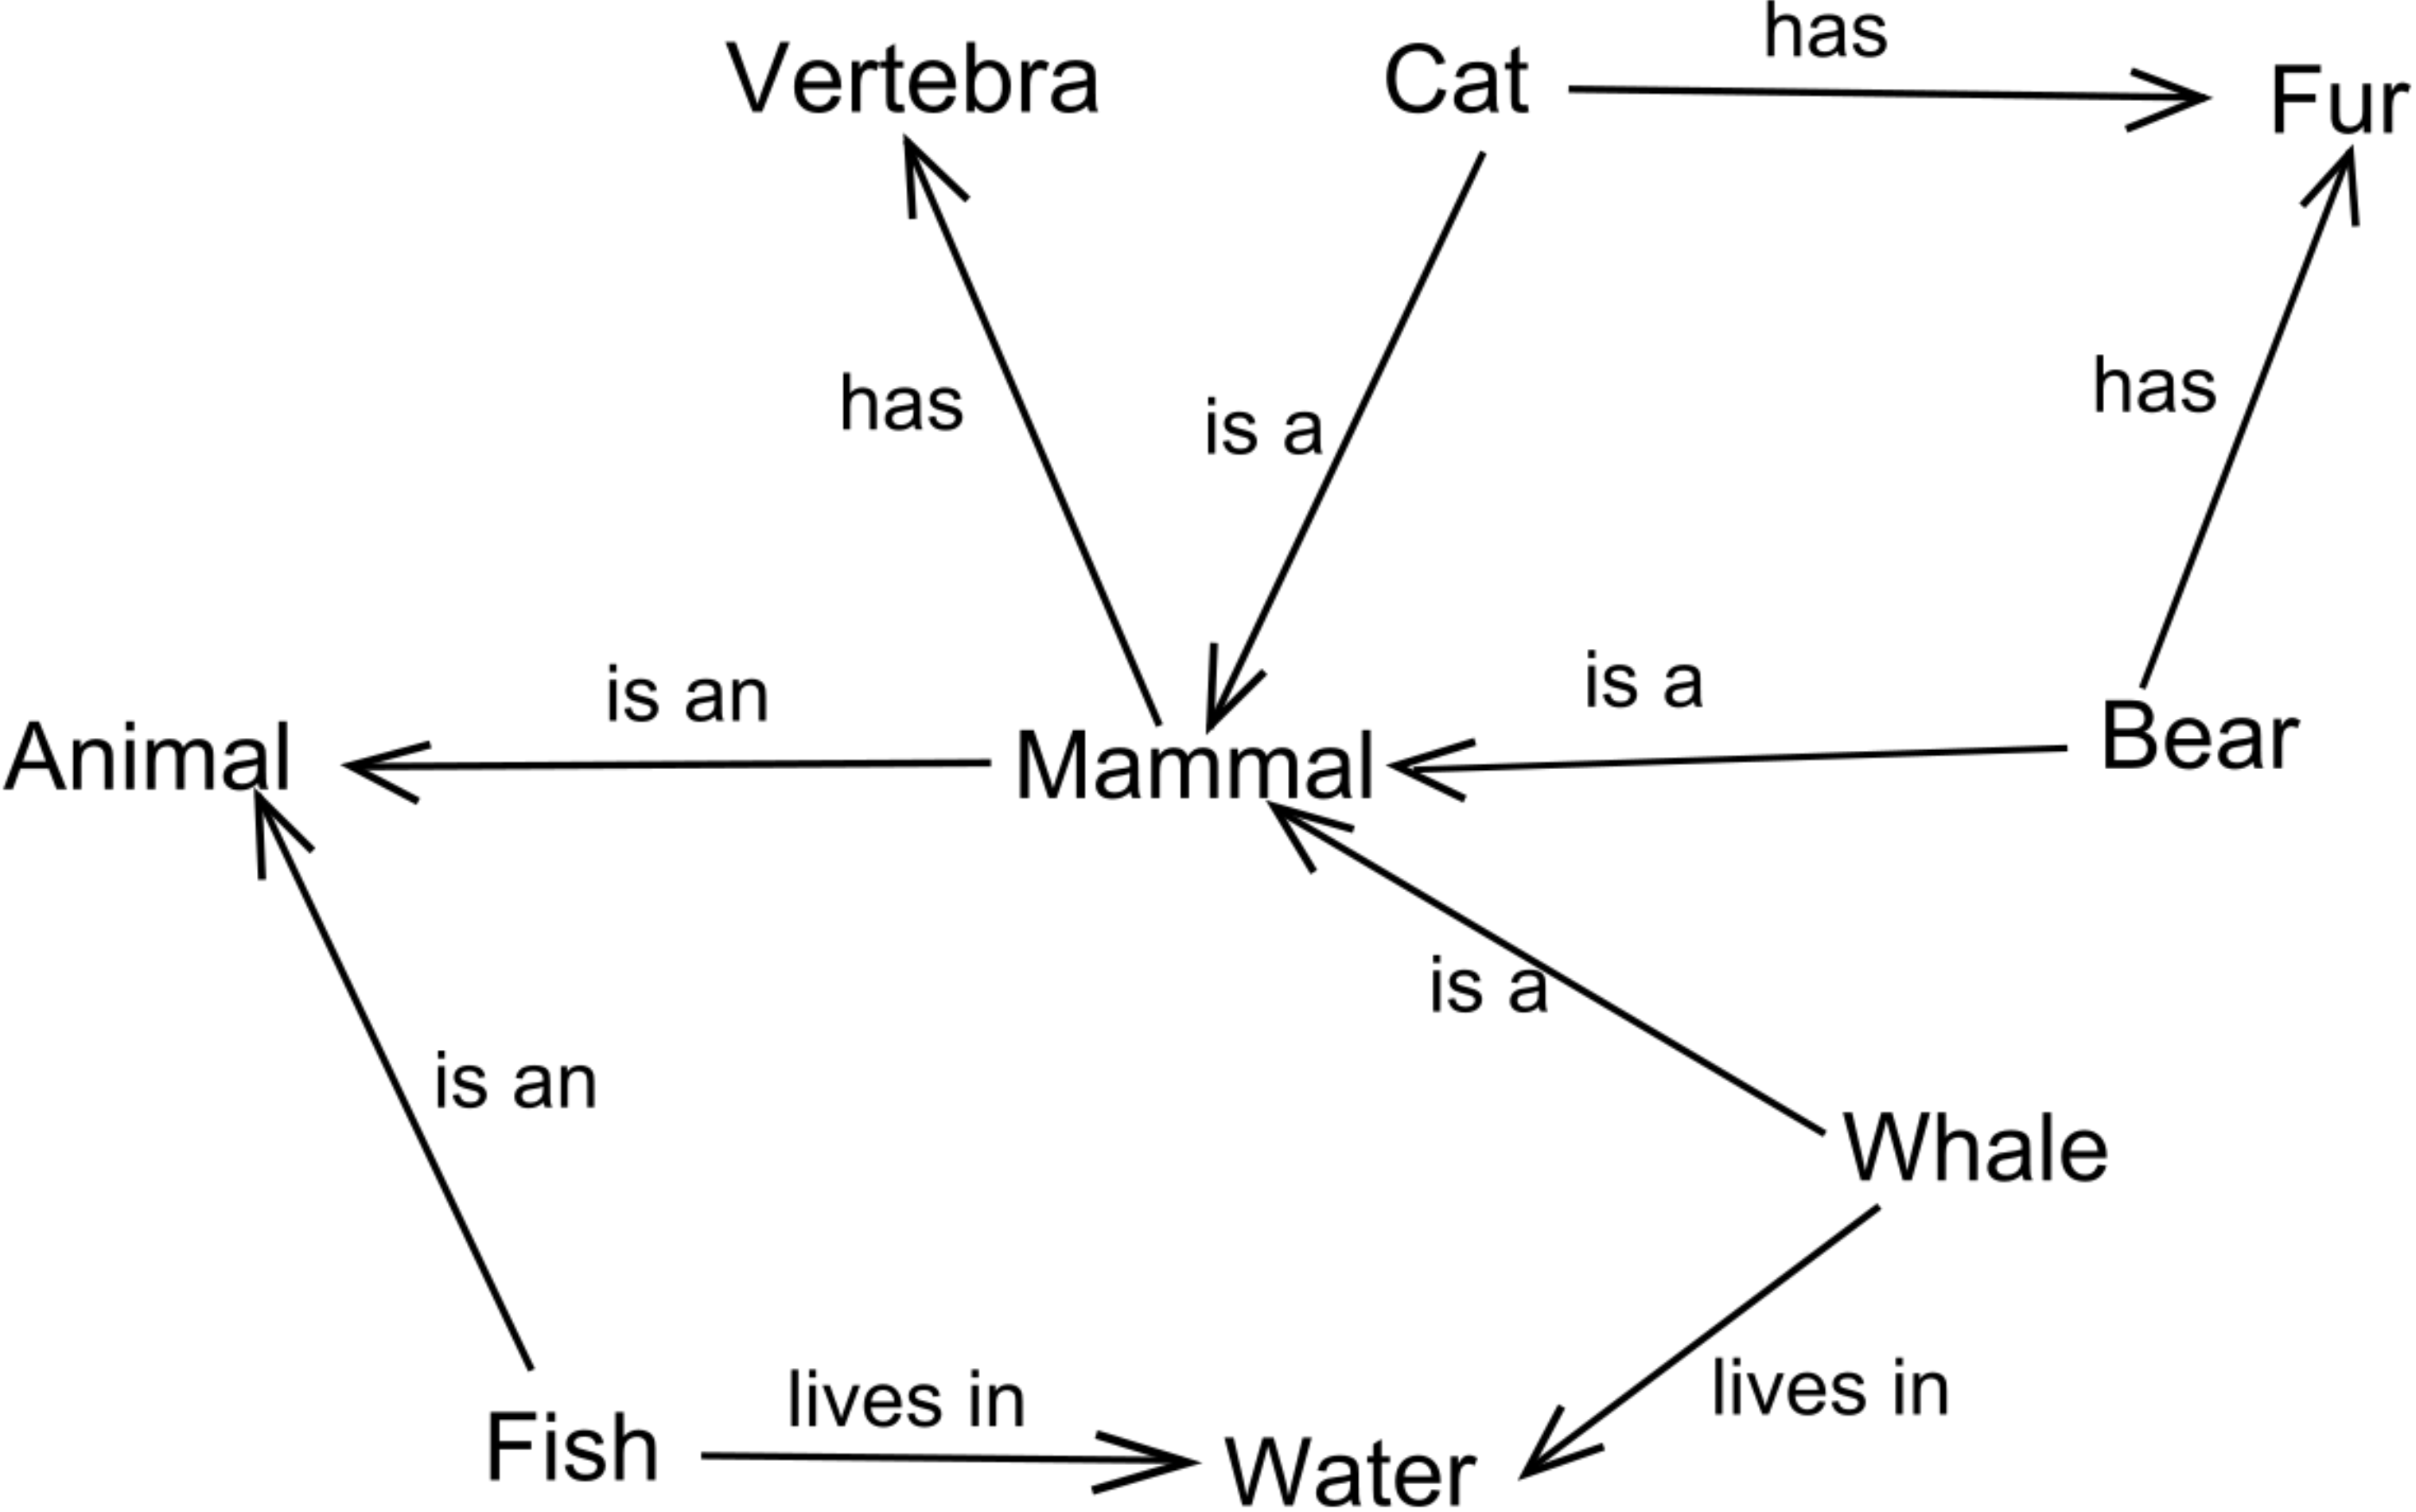 has
Vertebra
Cat
Fur
has
is a
has
is an
is a
Animal
Mammal
Bear
is a
is an
Whale
lives in
lives in
Fish
Water